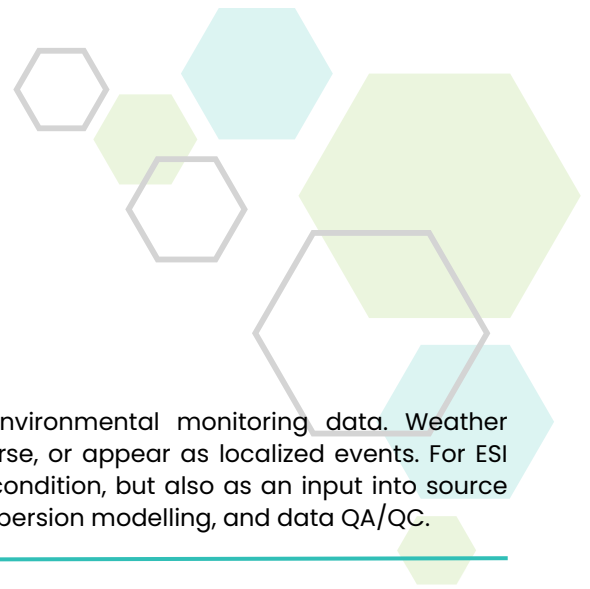 nvironmental monitoring data. Weather
rse, or appear as localized events. For ESI
condition, but also as an input into source
persion modelling, and data QA/QC.